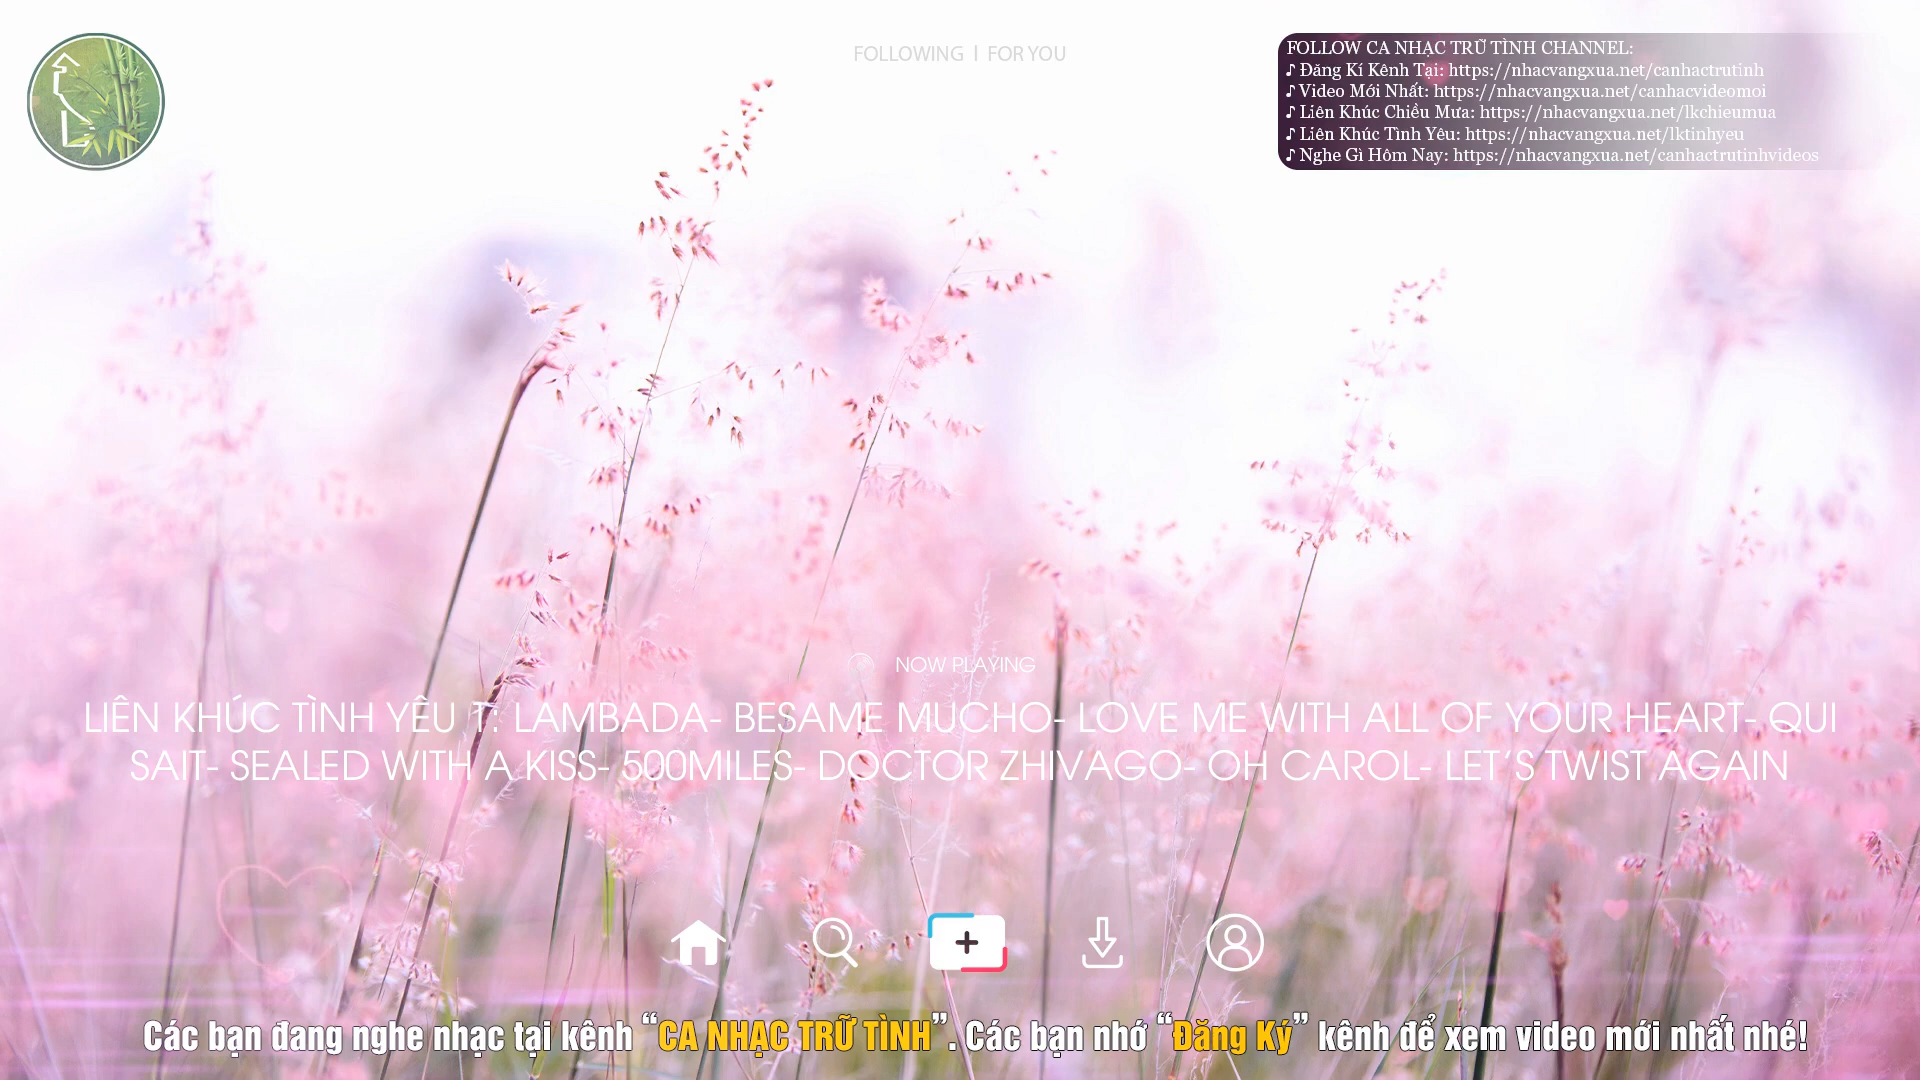 FOLLOWING | FOR YOU
FOLLOW CA NHẠC TRỮ TÌNH CHANNEL:
♪ Đăng Kí Kênh Tại: https://nhacvangxua.net/canhactrutinh
♪ Video Mới Nhất: https://nhacvangxua.net/canhacvideomoi
♪ Liên Khúc Chiều Mưa: https://nhacvangxua.net/lkchieumua
♪ Liên Khúc Tình Yêu: https://nhacvangxua.net/lktinhyeu
♪ Nghe Gì Hôm Nay: https://nhacvangxua.net/canhactrutinhvideos
NOW PLAYING
LIÊN KHÚC TÌNH YÊU 1: LAMBADA- BESAME MUCHO- LOVE ME WITH ALL OF YOUR HEART- QUI
SAIT- SEALED WITH A KISS- 500MILES- DOCTOR ZHIVAGO- OH CAROL- LET'S TWIST AGAIN
Các bạn đang nghe nhạc tại kênh “CA NHẠC TRỮ TÌNH”. Các bạn nhớ “Đăng Ký” kênh để xem video mới nhất nhé!